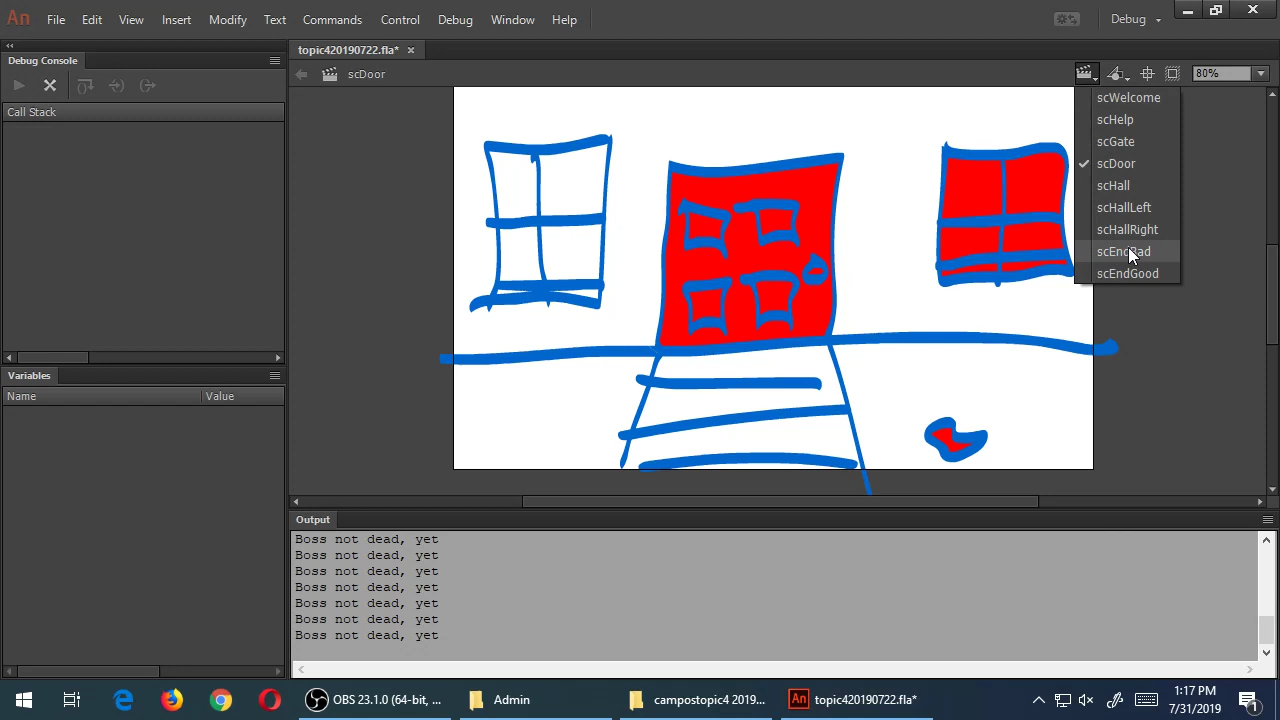 An File Edit View Insert Modify Text Commands Control Debug Window Help Debug
Debug Console
topic420190722.fla*
scDoor
80%
Call Stack
scWelcome
scHelp
scGate
scDoor
scHall
scHallLeft
scHallRight
scEndBad
scEndGood
Variables
Name Value
Output
Boss not dead, yet
Boss not dead, yet
Boss not dead, yet
Boss not dead, yet
Boss not dead, yet
Boss not dead, yet
Boss not dead, yet
OBS 23.1.0 (64-bit, ...
Admin
campostopic4 2019...
An topic420190722.fla*
1:17 PM
7/31/2019
1